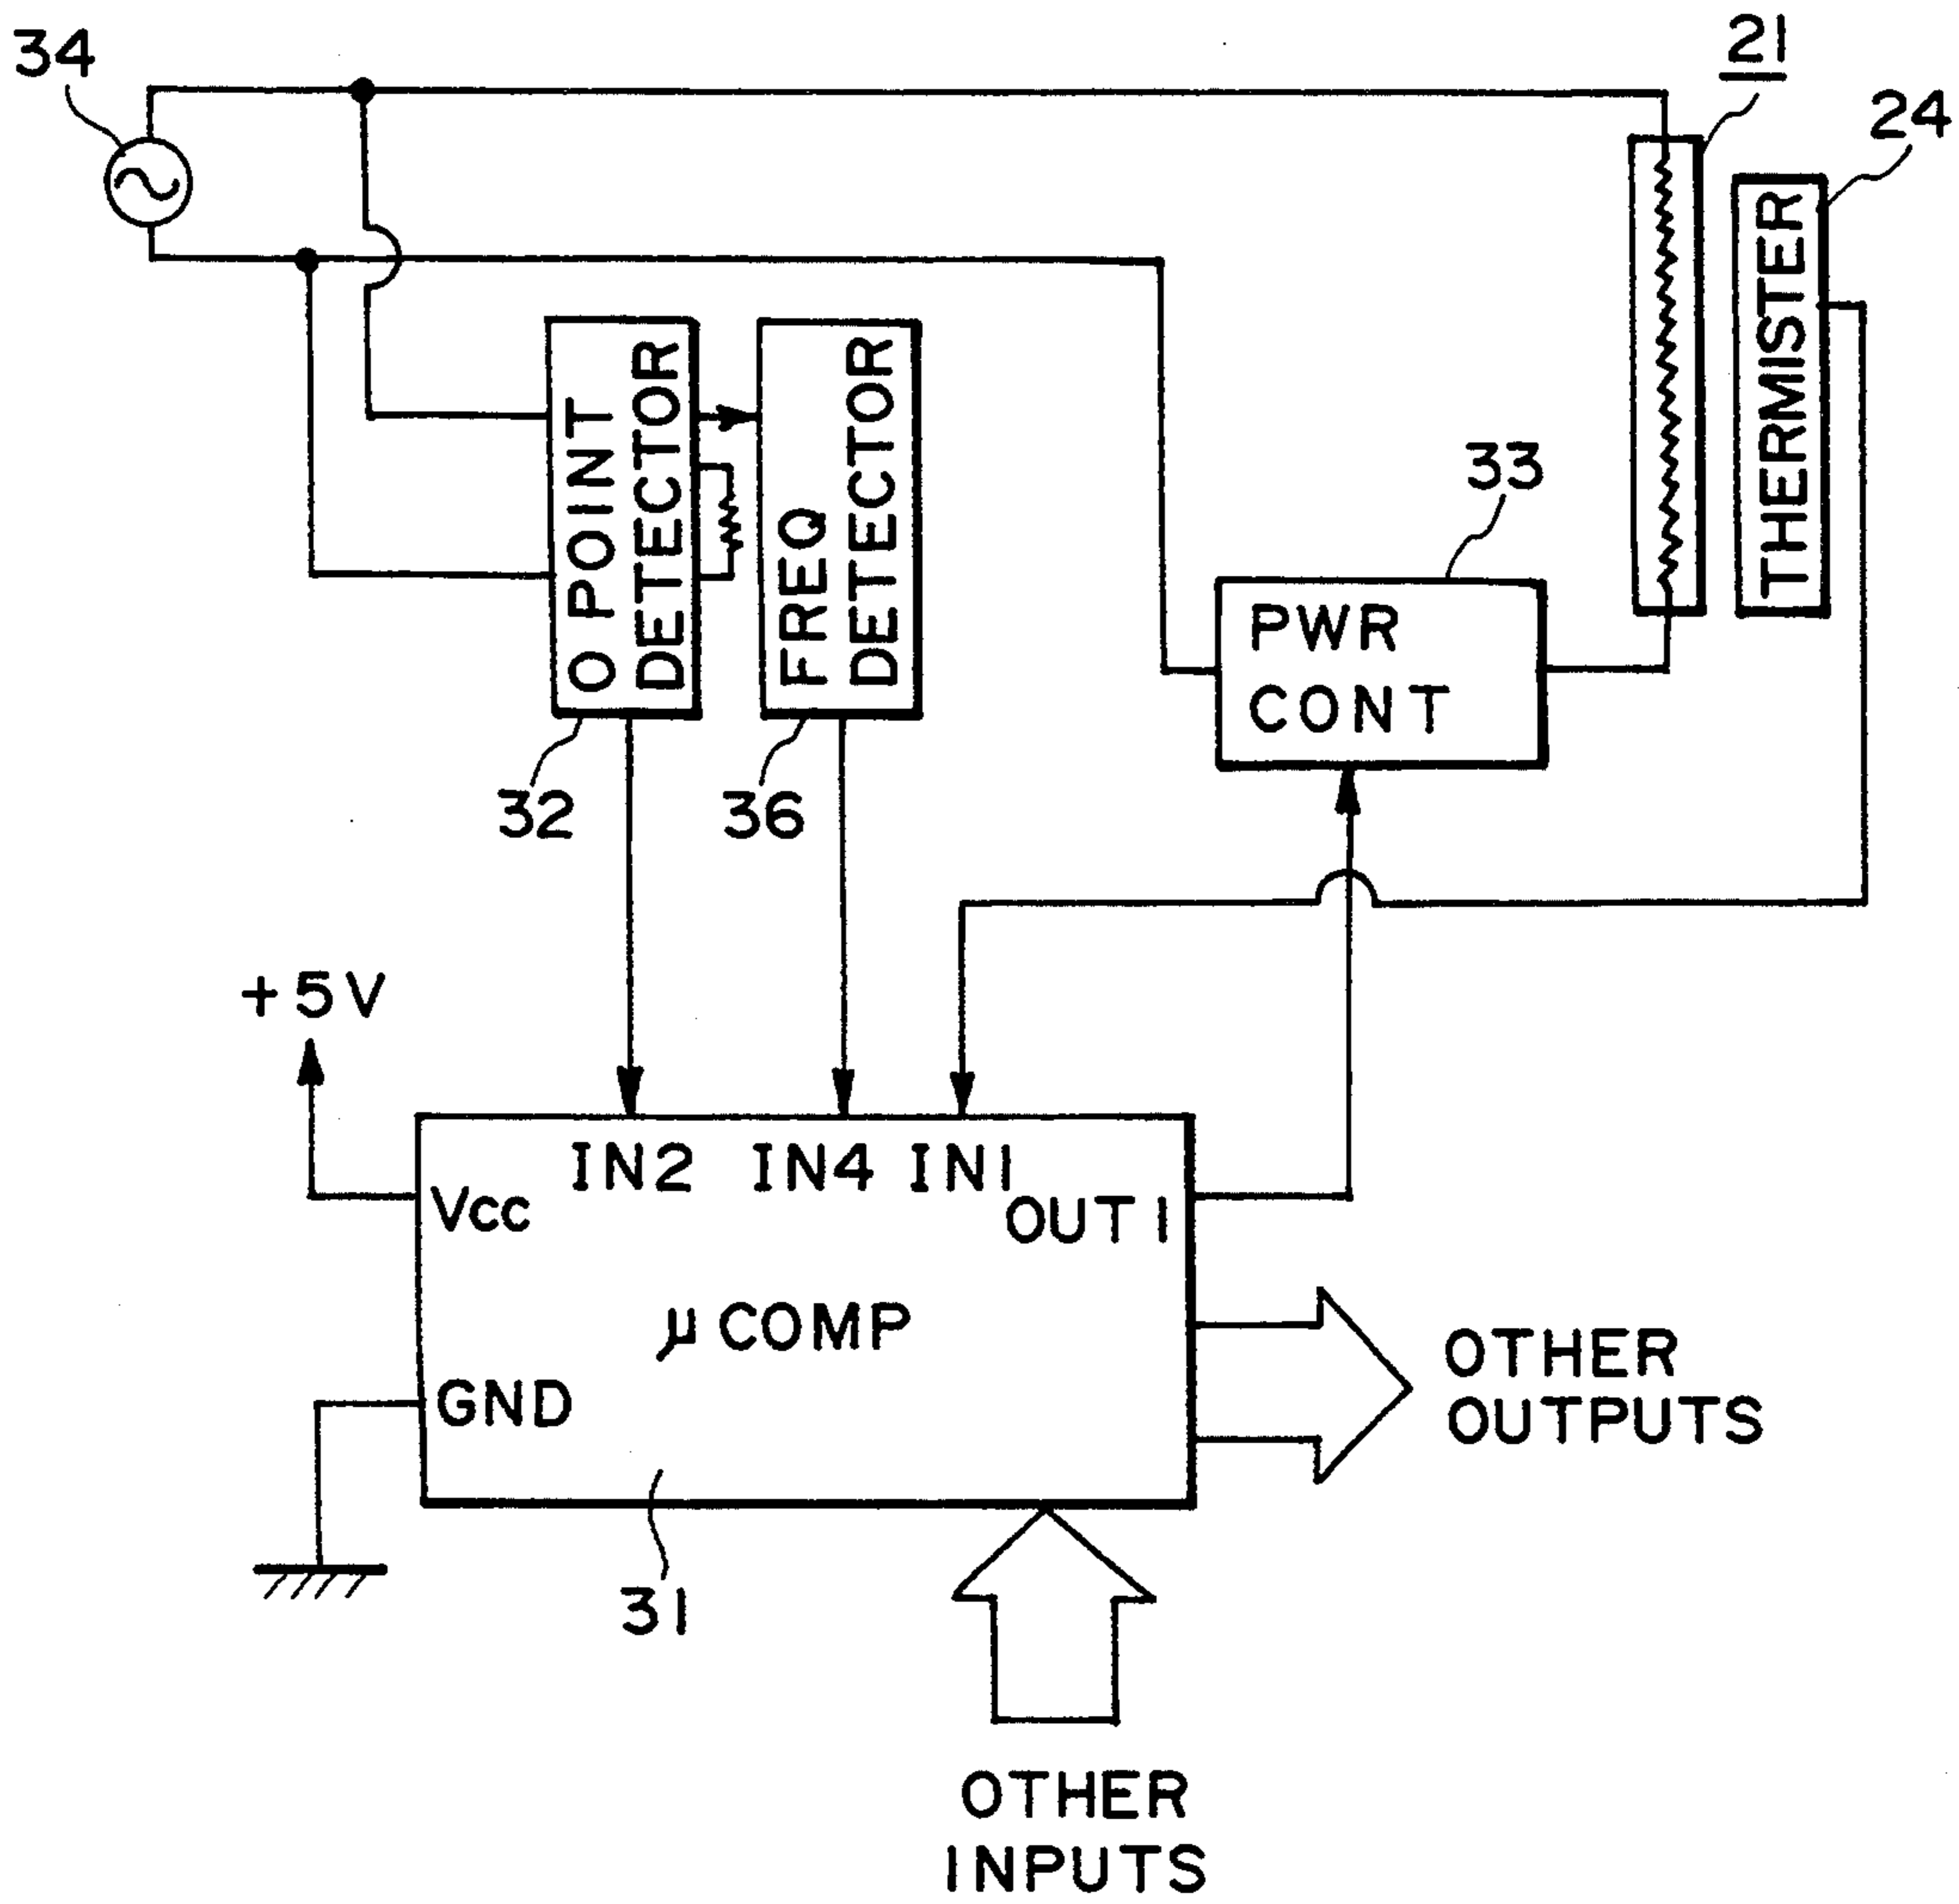 34
21
24
THERMISTER
O POINT
DETECTOR
FREQ
DETECTOR
33
PWR
CONT
32
36
+5V
IN2 IN4 IN1
Vcc
OUT1
μCOMP
GND
OTHER
OUTPUTS
31
OTHER
INPUTS